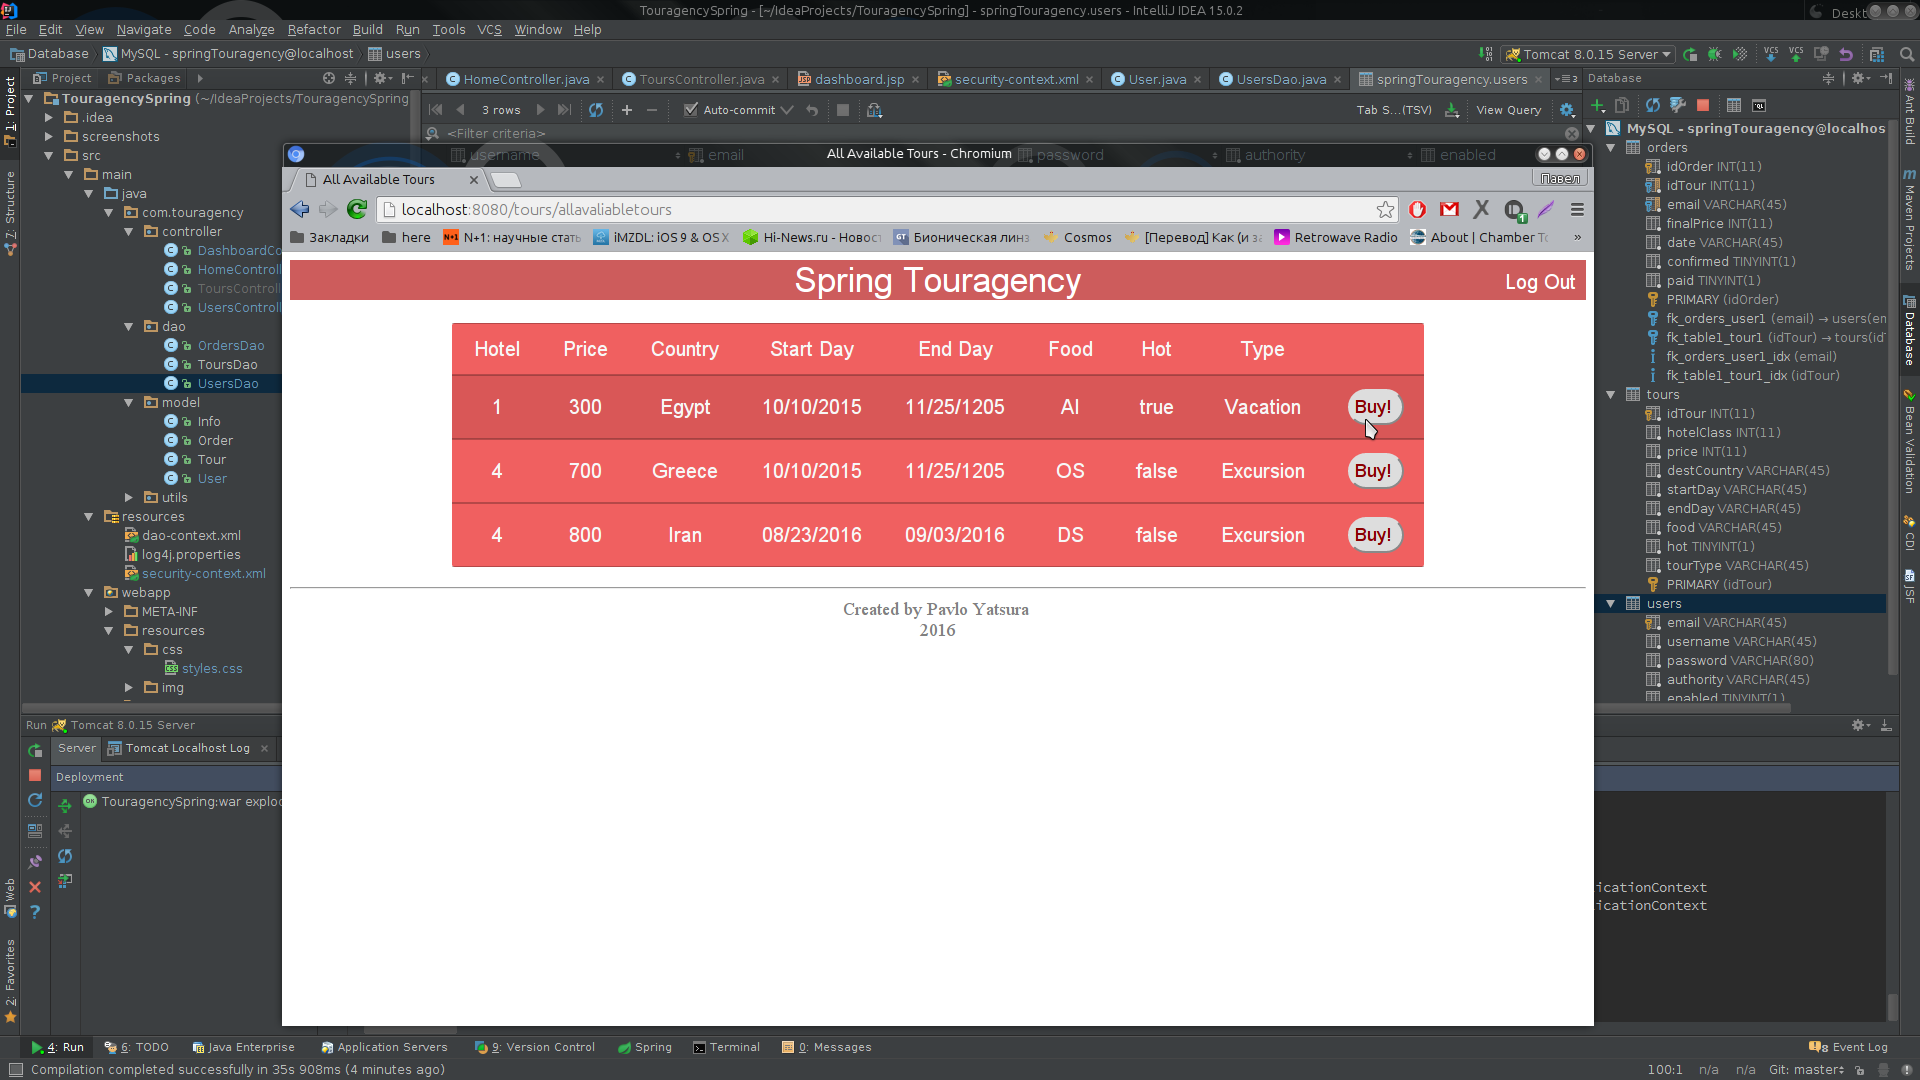 TouragencySpring - [~/IdeaProjects/TouragencySpring] - springTouragency.users - IntelliJ IDEA 15.0.2
Deskt
File Edit View Navigate Code Analyze Refactor Build Run Tools VCS Window Help
Database MySQL - springTouragency@localhost users
Tomcat 8.0.15 Server
Project Packages
HomeController.java ToursController.java dashboard.jsp security-context.xml User.java UsersDao.java springTouragency.users
Database
3 rows Auto-commit Tab S...(TSV) View Query
<Filter criteria>
username email password authority enabled
1: Project
7: Structure
Web
2: Favorites
TouragencySpring (~/IdeaProjects/TouragencySpring
.idea
screenshots
src
main
java
com.touragency
controller
DashboardCo
HomeControl
ToursControl
UsersControl
dao
OrdersDao
ToursDao
UsersDao
model
Info
Order
Tour
User
utils
resources
dao-context.xml
log4j.properties
security-context.xml
webapp
META-INF
resources
css
styles.css
img
All Available Tours - Chromium
All Available Tours
Павел
localhost:8080/tours/allavaliabletours
Закладки here N+1: научные стать iMZDL: iOS 9 & OS X Hi-News.ru - Новост Бионическая линз Cosmos [Перевод] Как (и з Retrowave Radio About | Chamber To »
Spring Touragency
Log Out
Hotel Price Country Start Day End Day Food Hot Type
1 300 Egypt 10/10/2015 11/25/1205 AI true Vacation Buy!
4 700 Greece 10/10/2015 11/25/1205 OS false Excursion Buy!
4 800 Iran 08/23/2016 09/03/2016 DS false Excursion Buy!
Created by Pavlo Yatsura
2016
MySQL - springTouragency@localhos
orders
idOrder INT(11)
idTour INT(11)
email VARCHAR(45)
finalPrice INT(11)
date VARCHAR(45)
confirmed TINYINT(1)
paid TINYINT(1)
PRIMARY (idOrder)
fk_orders_user1 (email) → users(em
fk_table1_tour1 (idTour) → tours(id
fk_orders_user1_idx (email)
fk_table1_tour1_idx (idTour)
tours
idTour INT(11)
hotelClass INT(11)
price INT(11)
destCountry VARCHAR(45)
startDay VARCHAR(45)
endDay VARCHAR(45)
food VARCHAR(45)
hot TINYINT(1)
tourType VARCHAR(45)
PRIMARY (idTour)
users
email VARCHAR(45)
username VARCHAR(45)
password VARCHAR(80)
authority VARCHAR(45)
enabled TINYINT(1)
Ant Build
Maven Projects
Database
Bean Validation
CDI
JSF
Run Tomcat 8.0.15 Server
Server Tomcat Localhost Log
Deployment
TouragencySpring:war explod
icationContext
icationContext
4: Run 6: TODO Java Enterprise Application Servers 9: Version Control Spring Terminal 0: Messages
8 Event Log
Compilation completed successfully in 35s 908ms (4 minutes ago)
100:1 n/a n/a Git: master